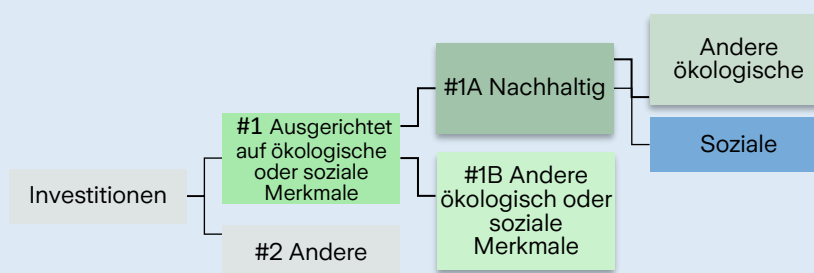 Investitionen
#1 Ausgerichtet
auf ökologische
oder soziale
Merkmale
#2 Andere
#1A Nachhaltig
#1B Andere
ökologisch oder
soziale
Merkmale
Andere
ökologische
Soziale